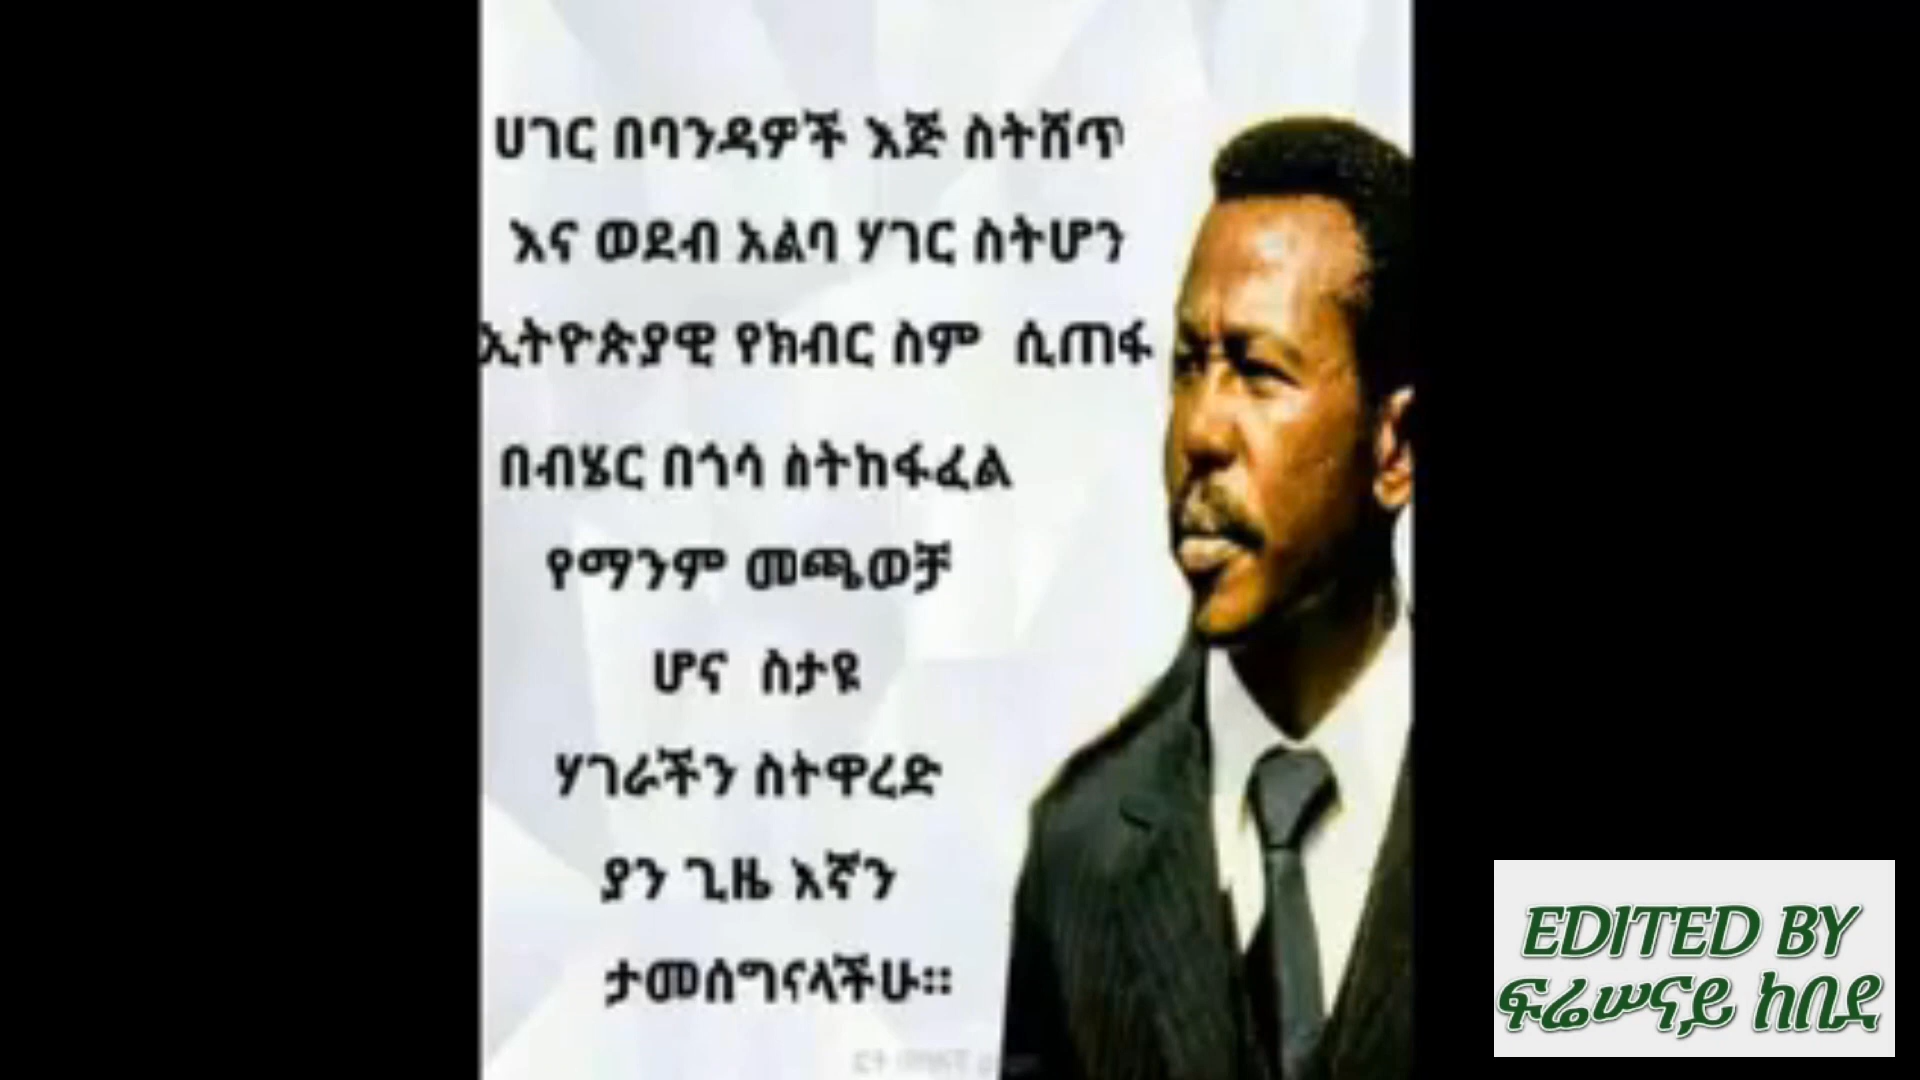 ሀገር በባንዳዎች እጅ ስትሸጥ
እና ወደብ አልባ ሃገር ስትሆን
ኢትዮጵያዊ የክብር ስም ሲጠፋ
በብሄር በጎሳ ስትከፋፈል
የማንም መጫወቻ
ሆና ስታዩ
ሃገራችን ስትዋረድ
ያን ጊዜ እኛን
ታመሰግናላችሁ።
EDITED BY
ፍሬሠናይ ከበደ